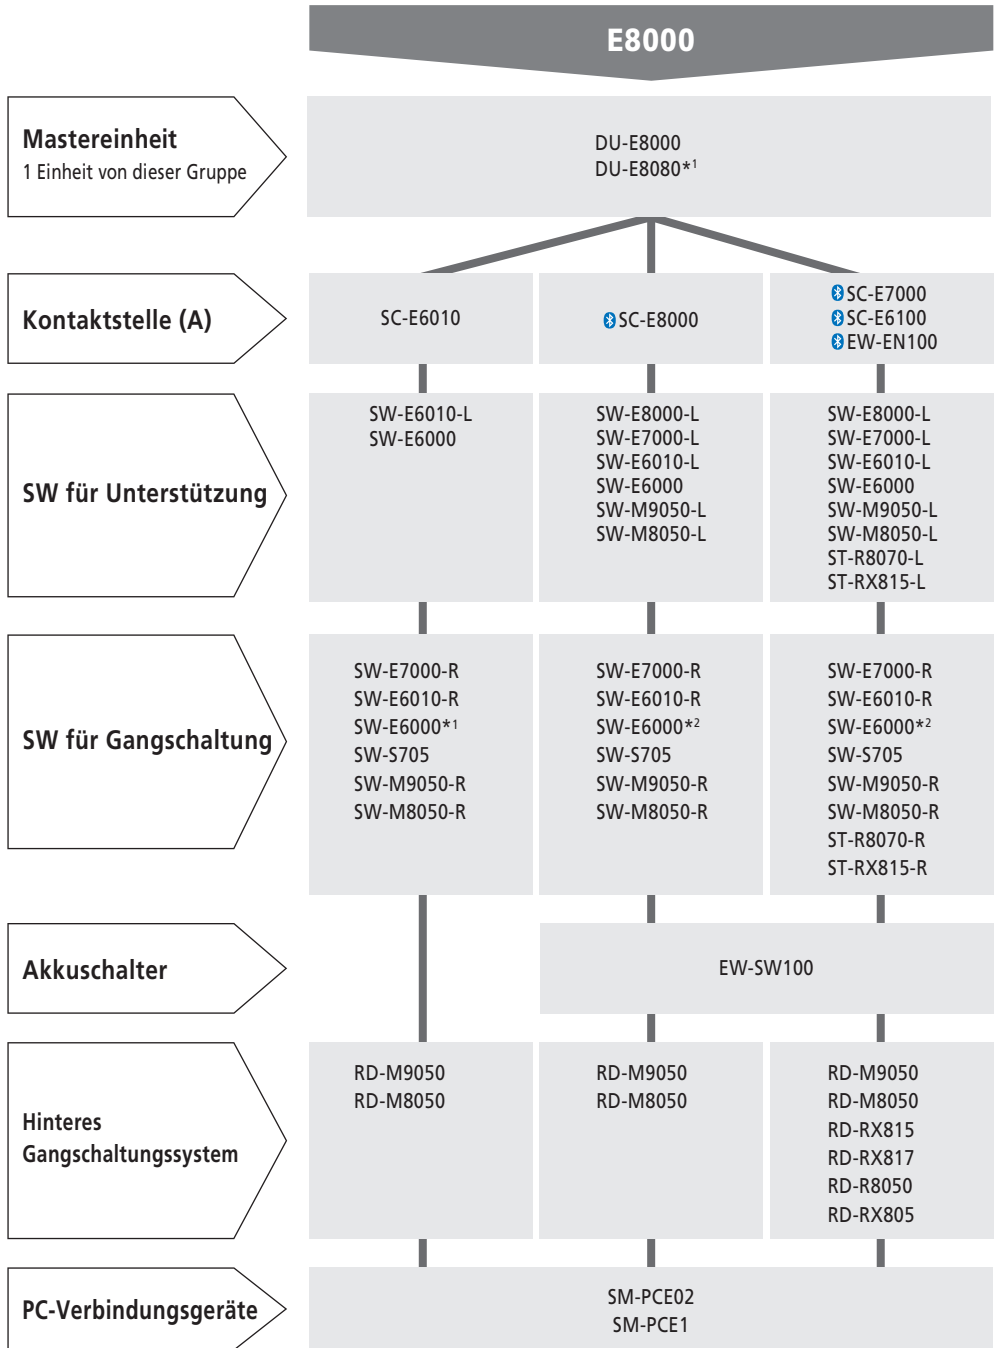 E8000
Mastereinheit
1 Einheit von dieser Gruppe
DU-E8000
DU-E8080*1
Kontaktstelle (A)
SC-E6010
SC-E8000
SC-E7000
SC-E6100
EW-EN100
SW für Unterstützung
SW-E6010-L
SW-E6000
SW-E8000-L
SW-E7000-L
SW-E6010-L
SW-E6000
SW-M9050-L
SW-M8050-L
SW-E8000-L
SW-E7000-L
SW-E6010-L
SW-E6000
SW-M9050-L
SW-M8050-L
ST-R8070-L
ST-RX815-L
SW für Gangschaltung
SW-E7000-R
SW-E6010-R
SW-E6000*1
SW-S705
SW-M9050-R
SW-M8050-R
SW-E7000-R
SW-E6010-R
SW-E6000*2
SW-S705
SW-M9050-R
SW-M8050-R
SW-E7000-R
SW-E6010-R
SW-E6000*2
SW-S705
SW-M9050-R
SW-M8050-R
ST-R8070-R
ST-RX815-R
Akkuschalter
EW-SW100
Hinteres
Gangschaltungssystem
RD-M9050
RD-M8050
RD-M9050
RD-M8050
RD-M9050
RD-M8050
RD-RX815
RD-RX817
RD-R8050
RD-RX805
PC-Verbindungsgeräte
SM-PCE02
SM-PCE1